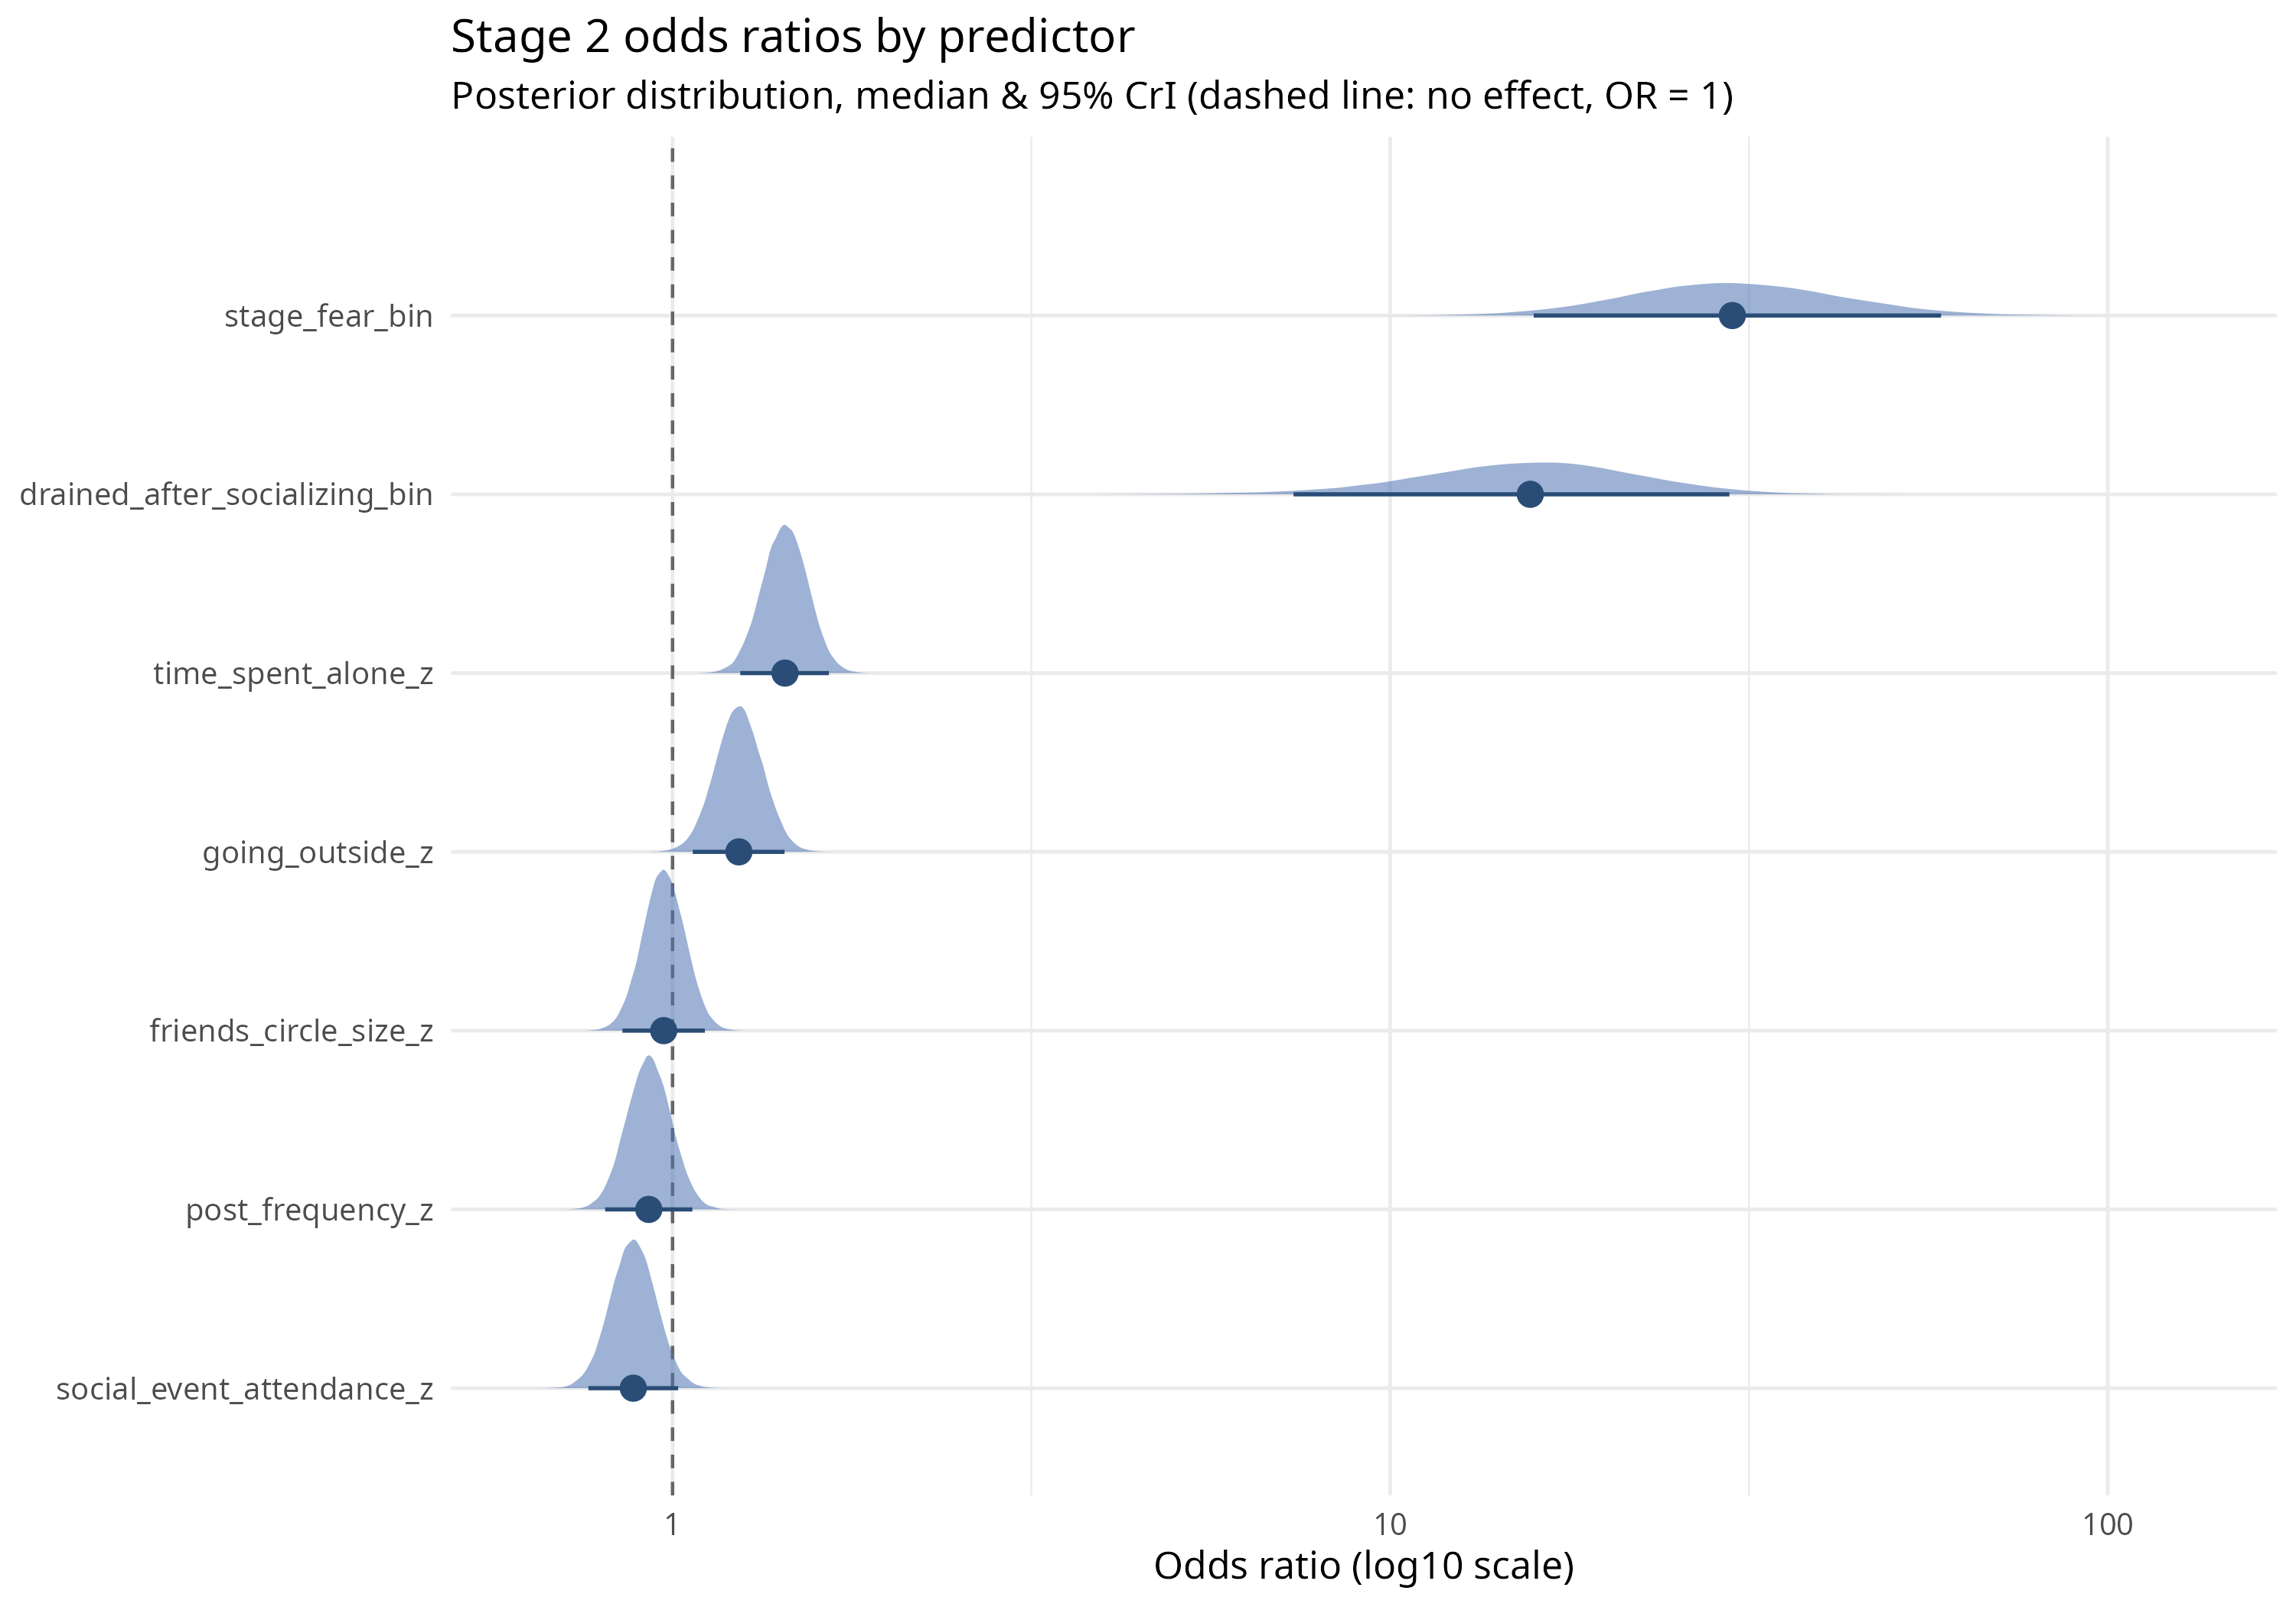 Stage 2 odds ratios by predictor
Posterior distribution, median & 95% CrI (dashed line: no effect, OR = 1)
stage_fear_bin
drained_after_socializing_bin
time_spent_alone_z
going_outside_z
friends_circle_size_z
post_frequency_z
social_event_attendance_z
1
10
100
Odds ratio (log10 scale)